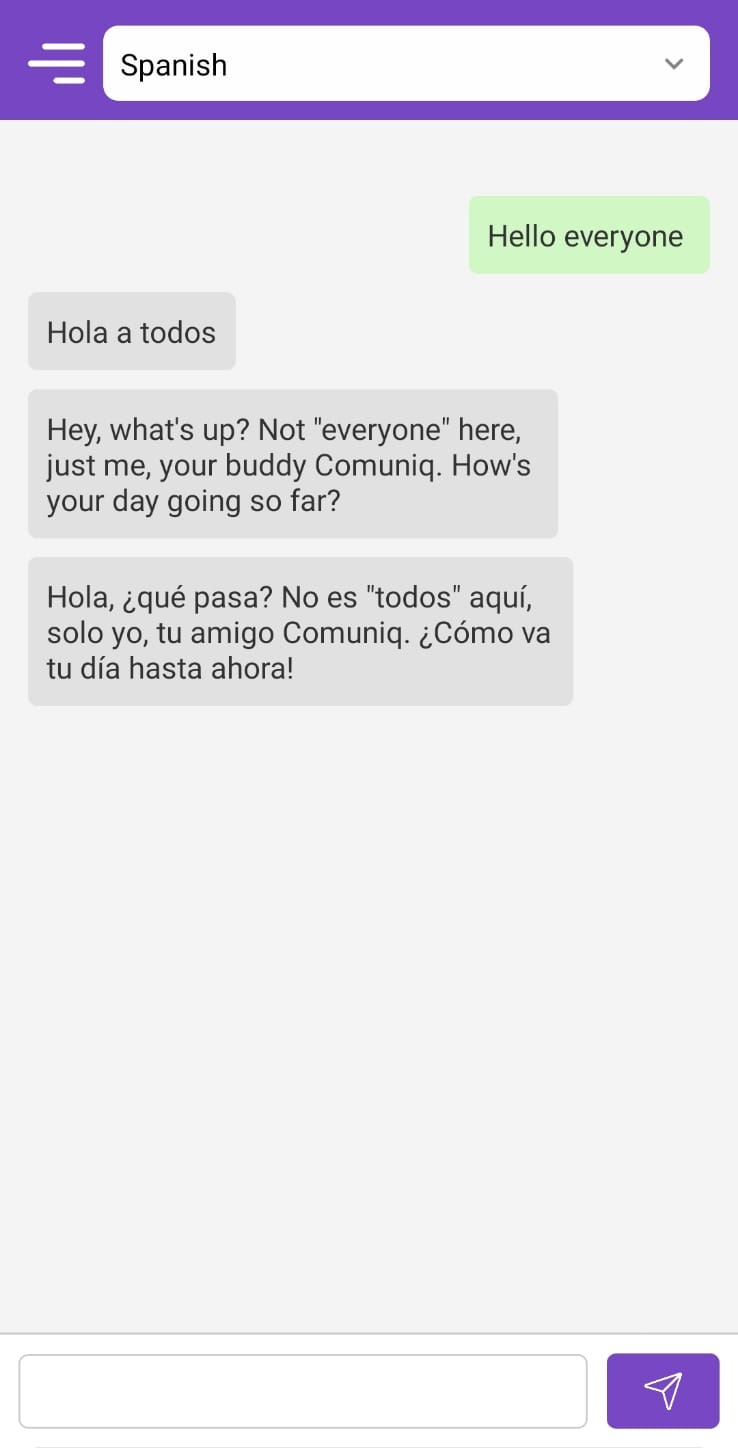 Spanish
Hello everyone
Hola a todos
Hey, what's up? Not "everyone" here,
just me, your buddy Comuniq. How's
your day going so far?
Hola, ¿qué pasa? No es "todos" aquí,
solo yo, tu amigo Comuniq. ¿Cómo va
tu día hasta ahora!